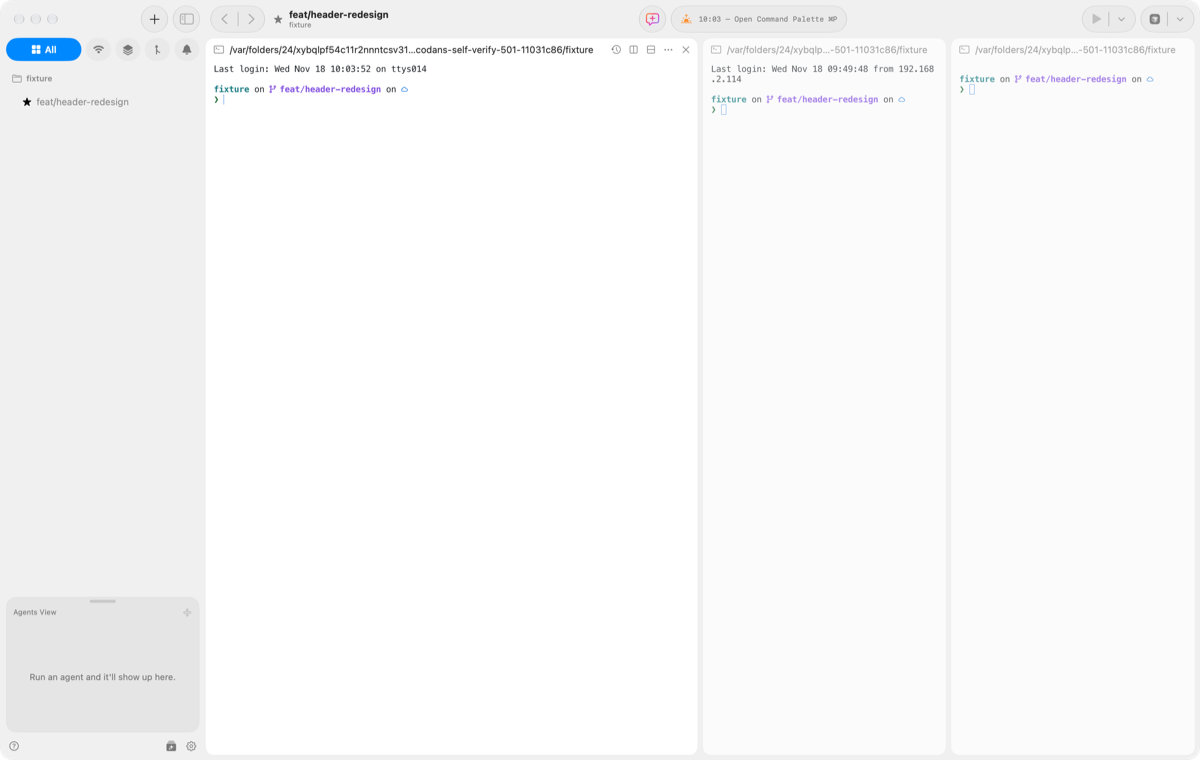 feat/header-redesign
fixture
10:03 — Open Command Palette ⌘P
All
fixture
feat/header-redesign
Agents View
Run an agent and it'll show up here.
/var/folders/24/xybqlpf54c11r2nnntcsv31...codans-self-verify-501-11031c86/fixture
Last login: Wed Nov 18 10:03:52 on ttys014
fixture on feat/header-redesign on
❯
/var/folders/24/xybqlp...-501-11031c86/fixture
Last login: Wed Nov 18 09:49:48 from 192.168
.2.114
fixture on feat/header-redesign on
❯
/var/folders/24/xybqlp...-501-11031c86/fixture
fixture on feat/header-redesign on
❯